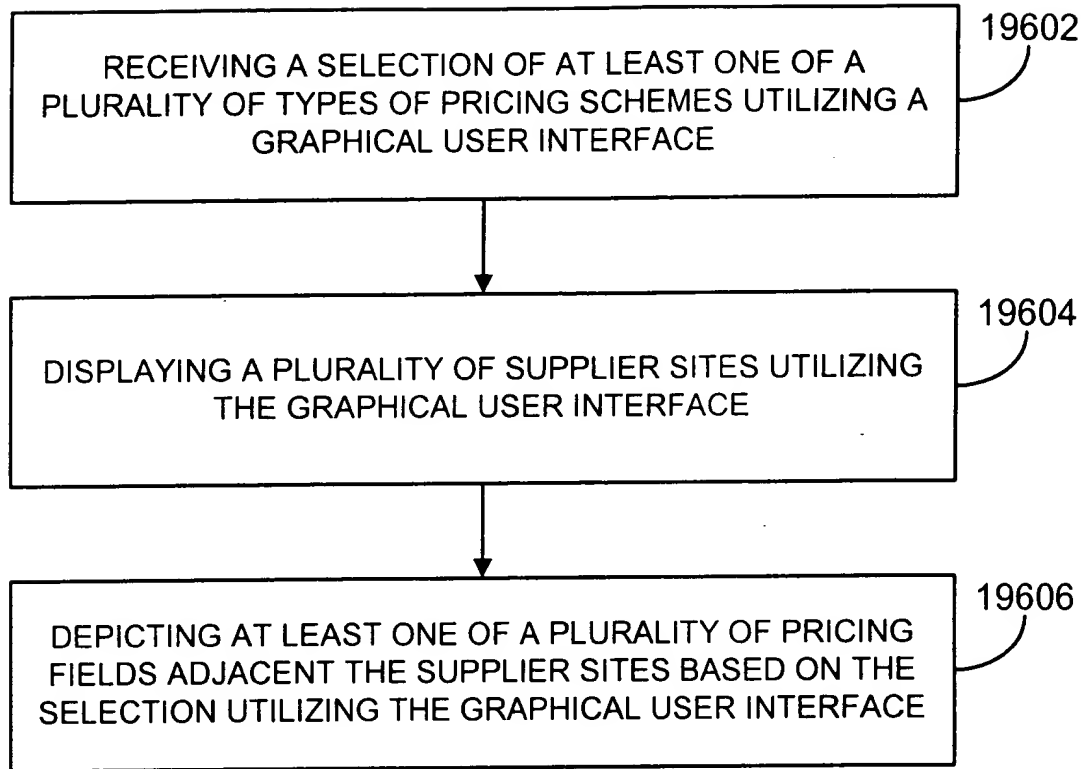 19602
RECEIVING A SELECTION OF AT LEAST ONE OF A
PLURALITY OF TYPES OF PRICING SCHEMES UTILIZING A
GRAPHICAL USER INTERFACE
19604
DISPLAYING A PLURALITY OF SUPPLIER SITES UTILIZING
THE GRAPHICAL USER INTERFACE
19606
DEPICTING AT LEAST ONE OF A PLURALITY OF PRICING
FIELDS ADJACENT THE SUPPLIER SITES BASED ON THE
SELECTION UTILIZING THE GRAPHICAL USER INTERFACE